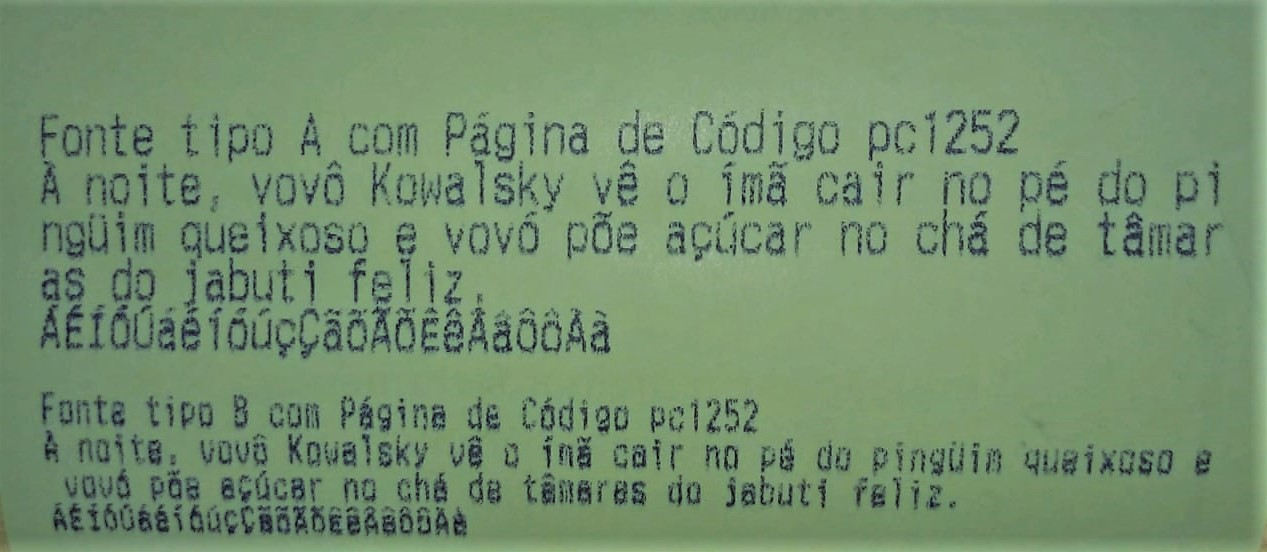 Fonte tipo A com Página de Código pc1252
À noite, vovô Kowalsky vê o ímã cair no pé do pi
ngüim queixoso e vovó põe açúcar no chá de tâmar
as do jabuti feliz.
ÁÉÍÓÚáéíóúçÇãõÃÕÊêÂâÔôÀà
Fonte tipo B com Página de Código pc1252
À noite, vovô Kowalsky vê o ímã cair no pé do pingüim queixoso e
vovó põe açúcar no chá de tâmaras do jabuti feliz.
ÁÉÍÓÚáéíóúçÇãõÃÕÊêÂâÔôÀà